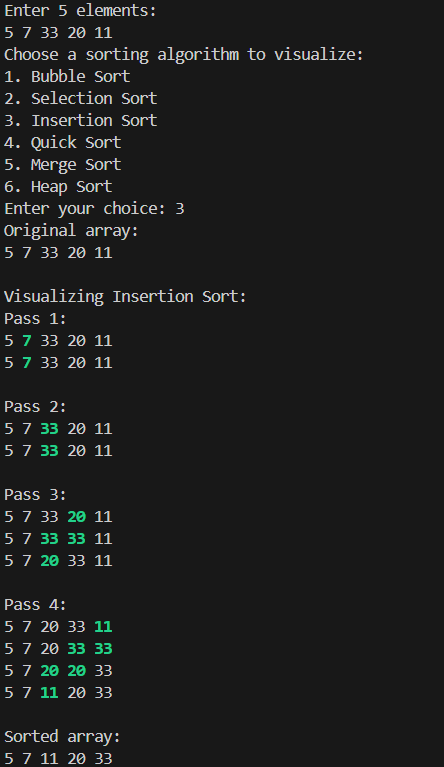 Enter 5 elements:
5 7 33 20 11
Choose a sorting algorithm to visualize:
1. Bubble Sort
2. Selection Sort
3. Insertion Sort
4. Quick Sort
5. Merge Sort
6. Heap Sort
Enter your choice: 3
Original array:
5 7 33 20 11

Visualizing Insertion Sort:
Pass 1:
5 7 33 20 11
5 7 33 20 11

Pass 2:
5 7 33 20 11
5 7 33 20 11

Pass 3:
5 7 33 20 11
5 7 33 33 11
5 7 20 33 11

Pass 4:
5 7 20 33 11
5 7 20 33 33
5 7 20 20 33
5 7 11 20 33

Sorted array:
5 7 11 20 33